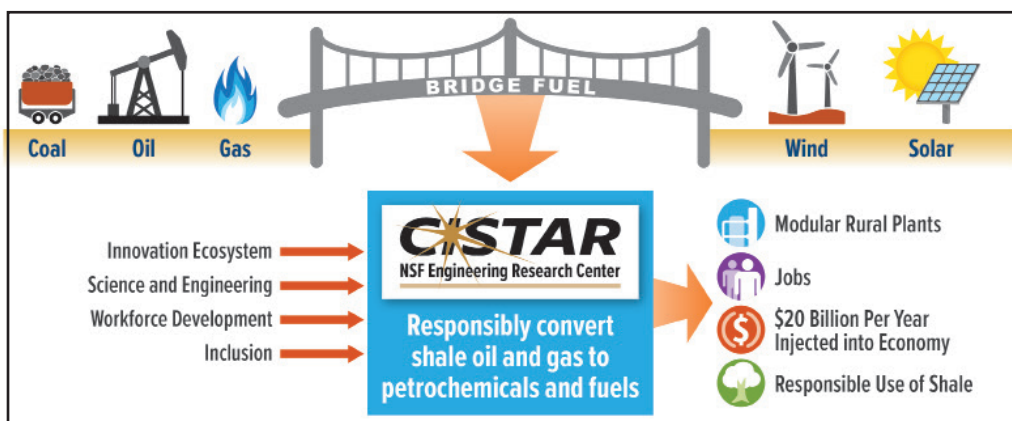 BRIDGE FUEL
Coal
Oil
Gas
Wind
Solar
Innovation Ecosystem
Science and Engineering
Workforce Development
Inclusion
CISTAR
NSF Engineering Research Center
Responsibly convert
shale oil and gas to
petrochemicals and fuels
Modular Rural Plants
Jobs
$
$20 Billion Per Year
Injected into Economy
Responsible Use of Shale